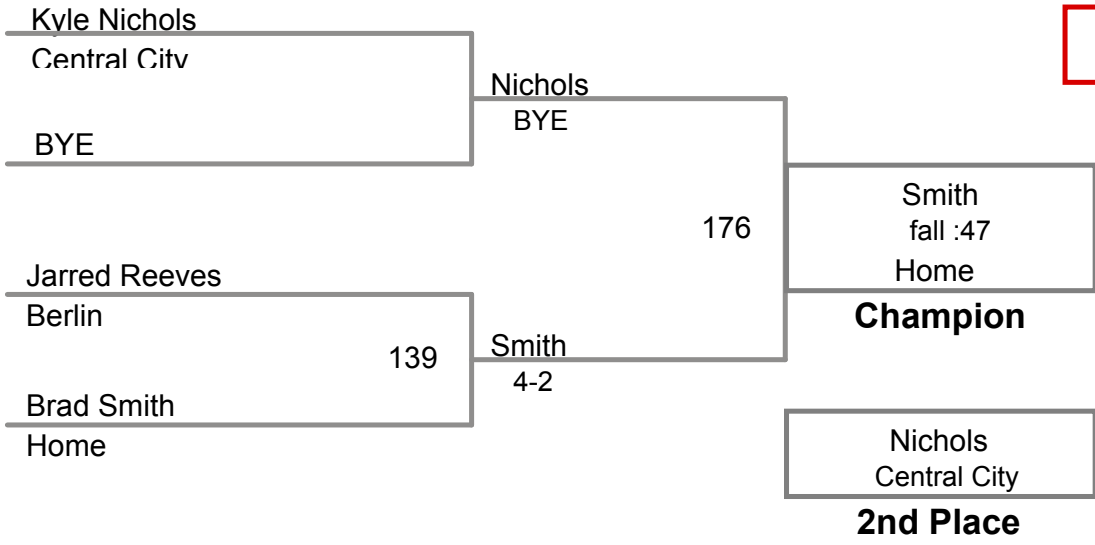 Kyle Nichols
Central City
Nichols
BYE
BYE
Smith
fall :47
Home
176
Jarred Reeves
Berlin
Champion
139
Smith
4-2
Brad Smith
Home
Nichols
Central City
2nd Place